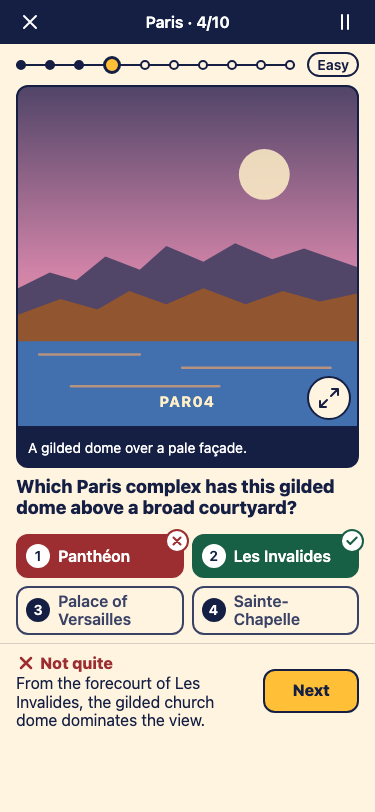 Paris · 4/10
Easy
PAR04
A gilded dome over a pale façade.
Which Paris complex has this gilded
dome above a broad courtyard?
1 Panthéon
2 Les Invalides
3 Palace of
Versailles
4 Sainte-
Chapelle
Not quite
From the forecourt of Les
Invalides, the gilded church
dome dominates the view.
Next